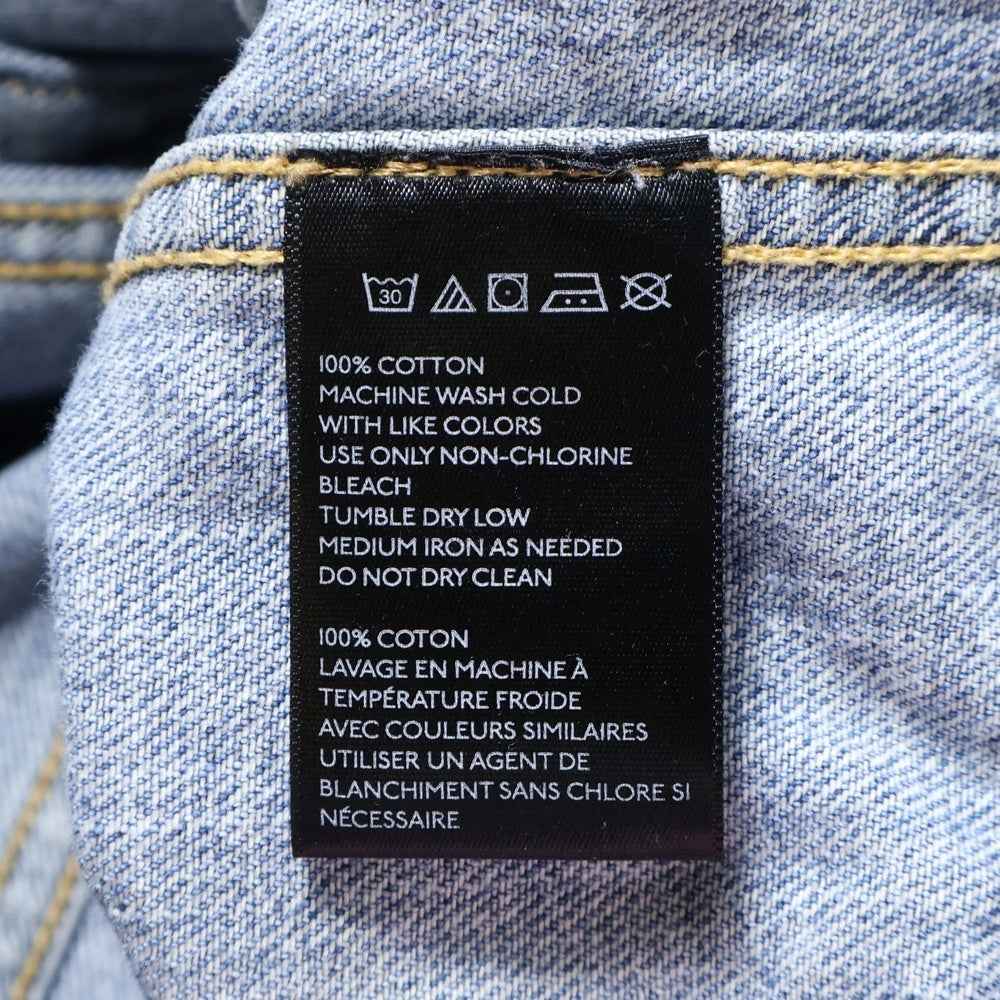 30
100% COTTON
MACHINE WASH COLD
WITH LIKE COLORS
USE ONLY NON-CHLORINE
BLEACH
TUMBLE DRY LOW
MEDIUM IRON AS NEEDED
DO NOT DRY CLEAN
100% COTON
LAVAGE EN MACHINE À
TEMPÉRATURE FROIDE
AVEC COULEURS SIMILAIRES
UTILISER UN AGENT DE
BLANCHIMENT SANS CHLORE SI
NÉCESSAIRE